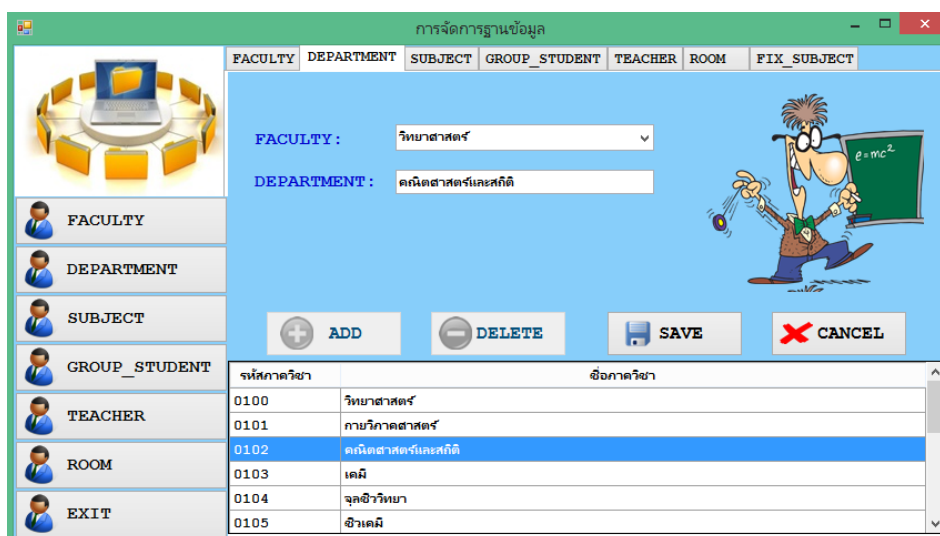 การจัดการฐานข้อมูล
FACULTY DEPARTMENT SUBJECT GROUP_STUDENT TEACHER ROOM FIX_SUBJECT
FACULTY : วิทยาศาสตร์
DEPARTMENT : คณิตศาสตร์และสถิติ
e=mc²
FACULTY
DEPARTMENT
SUBJECT
GROUP_STUDENT
TEACHER
ROOM
EXIT
ADD DELETE SAVE CANCEL
รหัสภาควิชา ชื่อภาควิชา
0100 วิทยาศาสตร์
0101 กายวิภาคศาสตร์
0102 คณิตศาสตร์และสถิติ
0103 เคมี
0104 จุลชีววิทยา
0105 ชีวเคมี